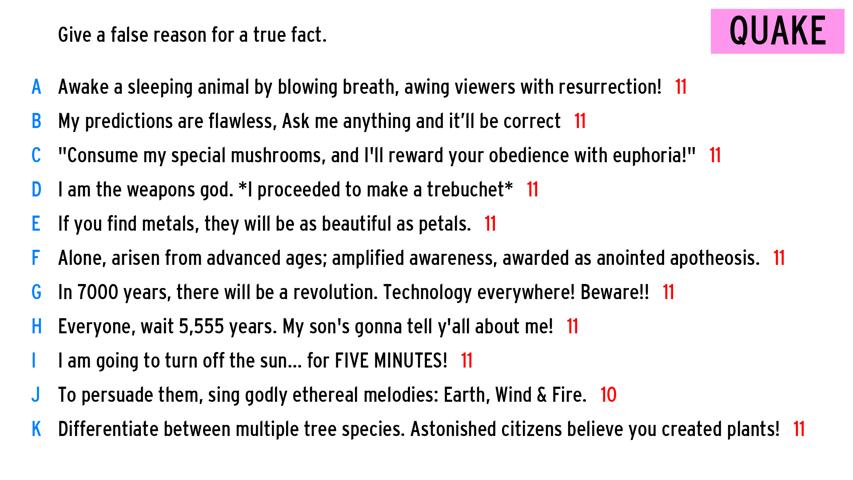 Give a false reason for a true fact.
QUAKE
A Awake a sleeping animal by blowing breath, awing viewers with resurrection! 11
B My predictions are flawless, Ask me anything and it’ll be correct 11
C "Consume my special mushrooms, and I'll reward your obedience with euphoria!" 11
D I am the weapons god. *I proceeded to make a trebuchet* 11
E If you find metals, they will be as beautiful as petals. 11
F Alone, arisen from advanced ages; amplified awareness, awarded as anointed apotheosis. 11
G In 7000 years, there will be a revolution. Technology everywhere! Beware!! 11
H Everyone, wait 5,555 years. My son's gonna tell y'all about me! 11
I I am going to turn off the sun... for FIVE MINUTES! 11
J To persuade them, sing godly ethereal melodies: Earth, Wind & Fire. 10
K Differentiate between multiple tree species. Astonished citizens believe you created plants! 11